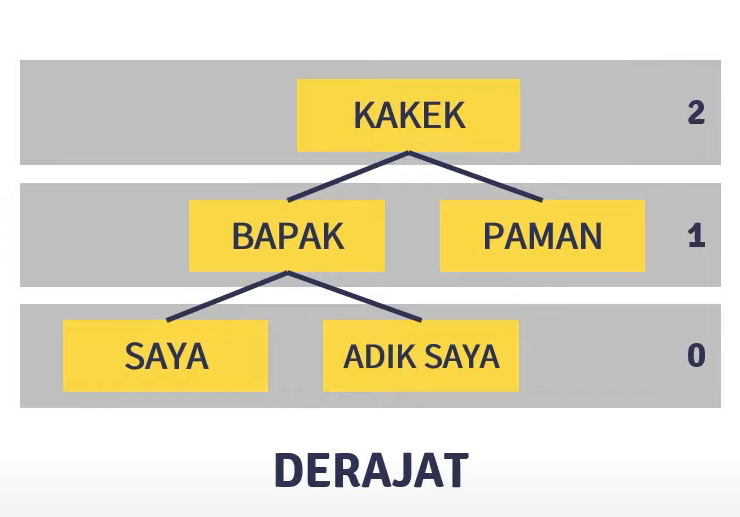 KAKEK 2
BAPAK PAMAN 1
SAYA ADIK SAYA 0
DERAJAT